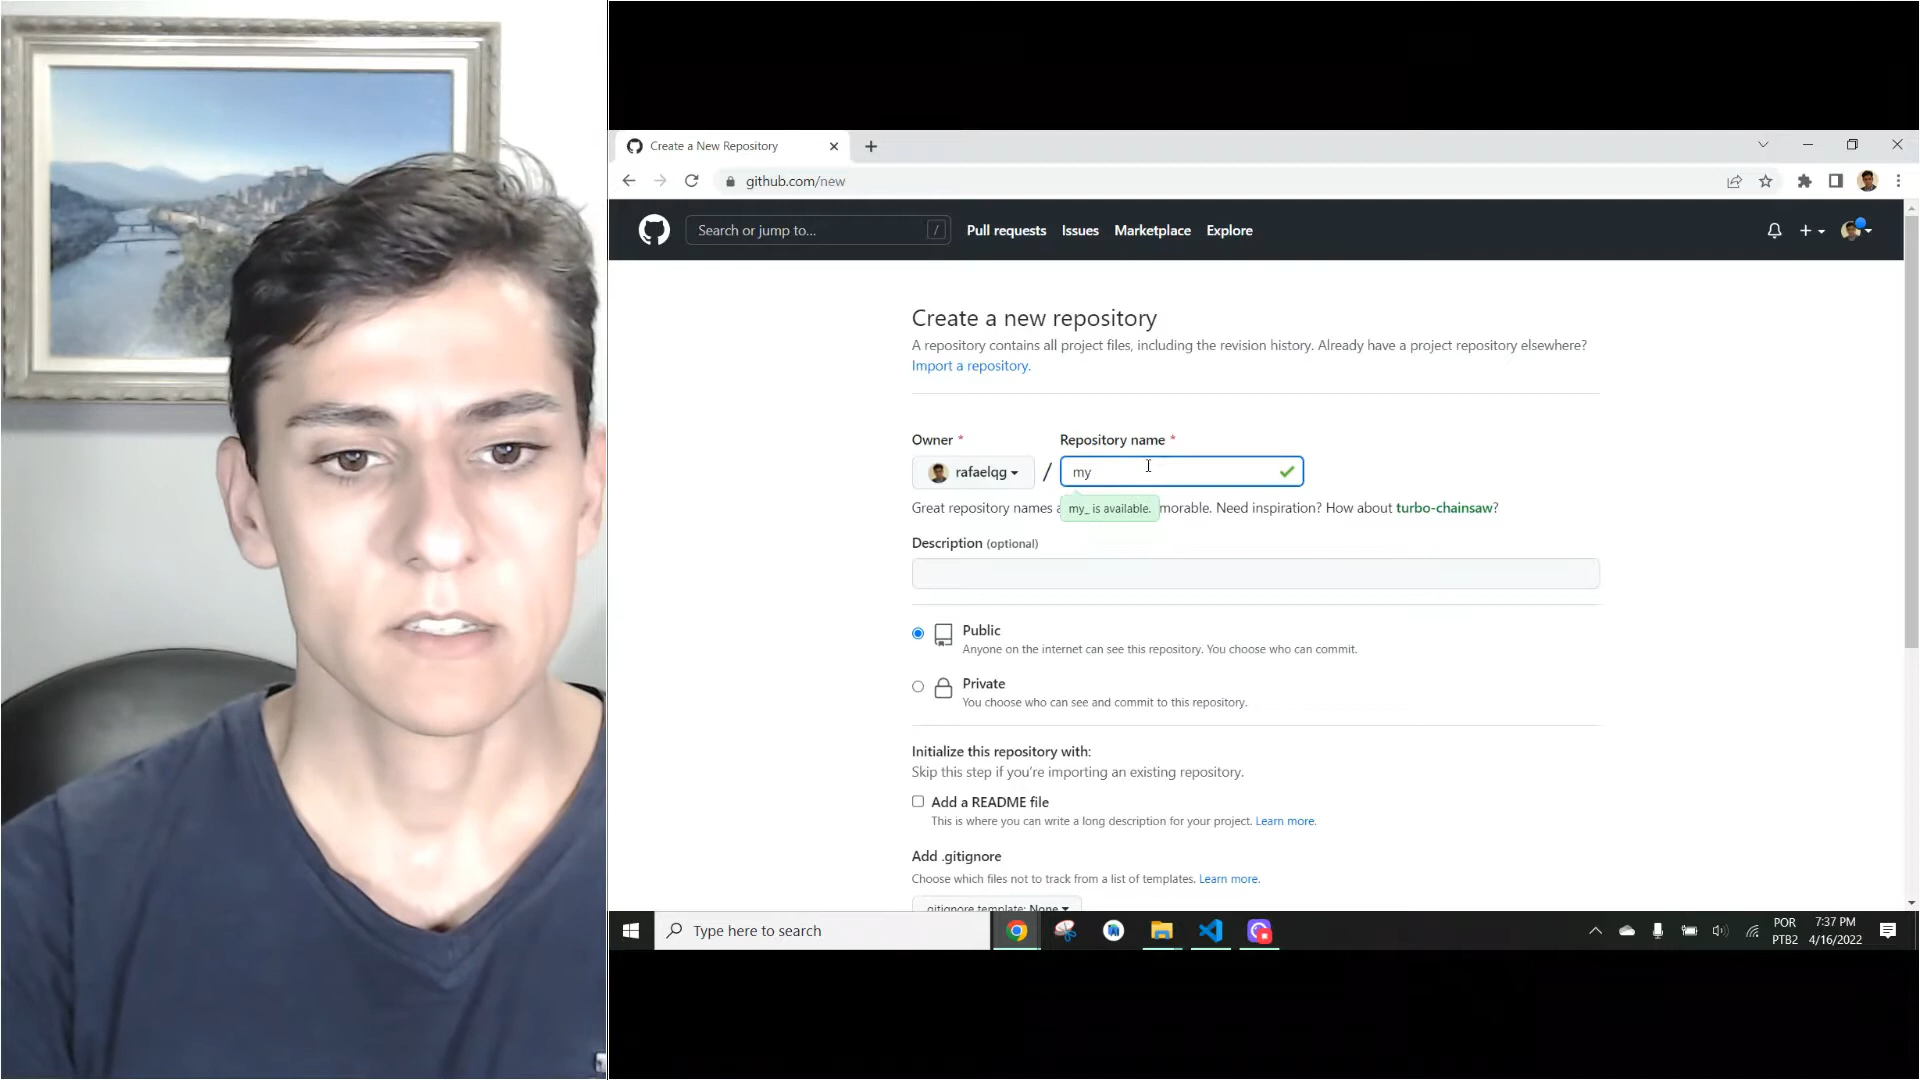 Create a New Repository
github.com/new
Search or jump to...
/
Pull requests
Issues
Marketplace
Explore
Create a new repository
A repository contains all project files, including the revision history. Already have a project repository elsewhere?
Import a repository.
Owner *
Repository name *
rafaelqg
/
my
Great repository names a
my_ is available.
morable. Need inspiration? How about turbo-chainsaw?
Description (optional)
Public
Anyone on the internet can see this repository. You choose who can commit.
Private
You choose who can see and commit to this repository.
Initialize this repository with:
Skip this step if you're importing an existing repository.
Add a README file
This is where you can write a long description for your project. Learn more.
Add .gitignore
Choose which files not to track from a list of templates. Learn more.
.gitignore template: None
Type here to search
POR
PTB2
7:37 PM
4/16/2022